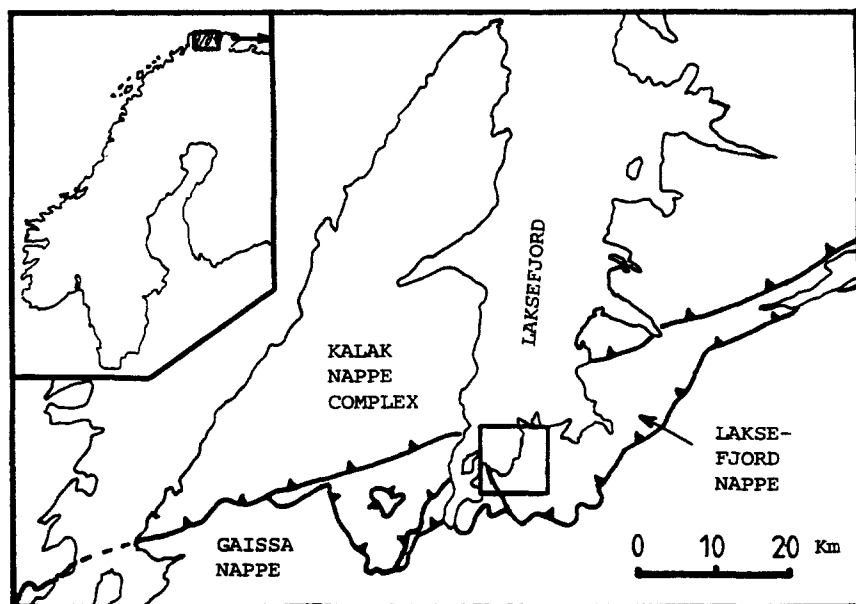 LAKSEFJORD
KALAK
NAPPE
COMPLEX
LAKSE-
FJORD
NAPPE
GAISSA
NAPPE
0 10 20 Km